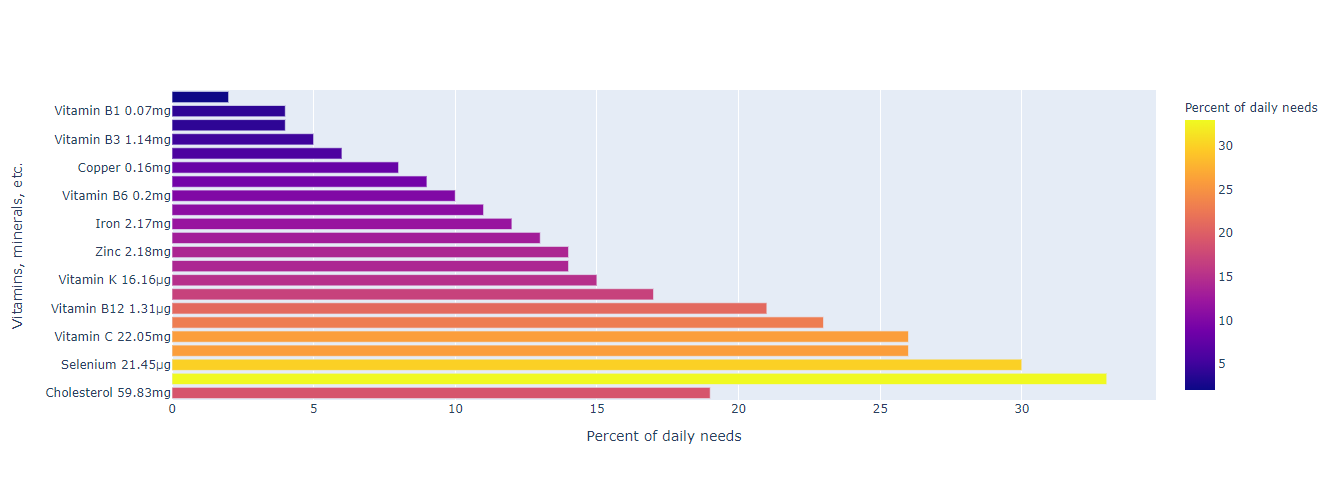 Percent of daily needs
Vitamin B1 0.07mg
Vitamin B3 1.14mg
Copper 0.16mg
Vitamin B6 0.2mg
Iron 2.17mg
Zinc 2.18mg
Vitamin K 16.16µg
Vitamin B12 1.31µg
Vitamin C 22.05mg
Selenium 21.45µg
Cholesterol 59.83mg
Vitamins, minerals, etc.
0 5 10 15 20 25 30
Percent of daily needs
30
25
20
15
10
5